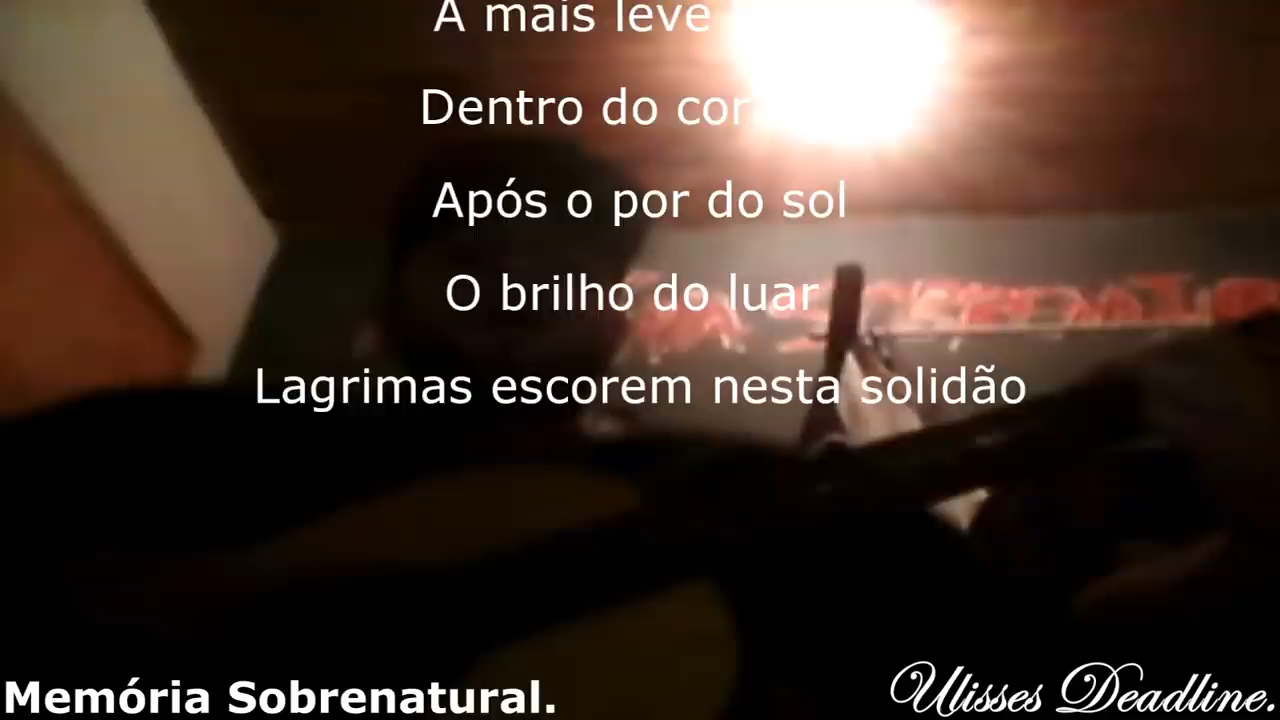 A mais leve
Dentro do cor
Após o por do sol
O brilho do luar
Lagrimas escorem nesta solidão
Memória Sobrenatural.
Ulisses Deadline.